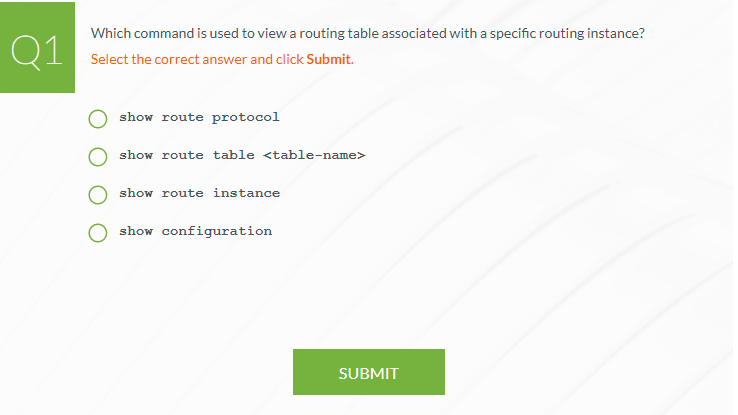 Q1
Which command is used to view a routing table associated with a specific routing instance?
Select the correct answer and click Submit.
show route protocol
show route table <table-name>
show route instance
show configuration
SUBMIT